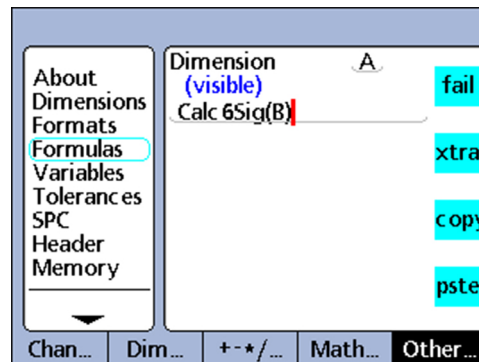 About
Dimensions
Formats
Formulas
Variables
Tolerances
SPC
Header
Memory
Dimension A
(visible)
Calc 6Sig(B)
fail
xtra
copy
pste
Chan... Dim... +-*/... Math... Other...